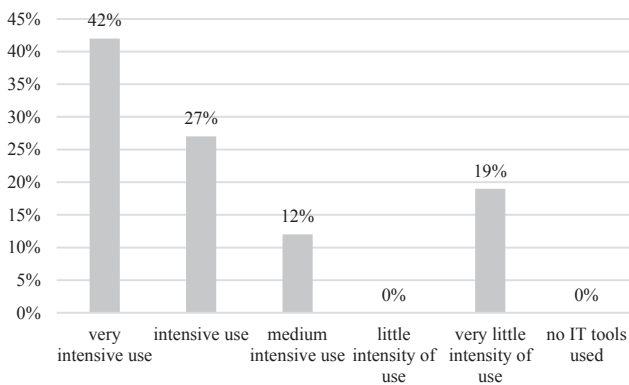 45%
40%
35%
30%
25%
20%
15%
10%
5%
0%
42%
27%
12%
0%
19%
0%
very
intensive use
intensive use
medium
intensive use
little
intensity of
use
very little
intensity of
use
no IT tools
used